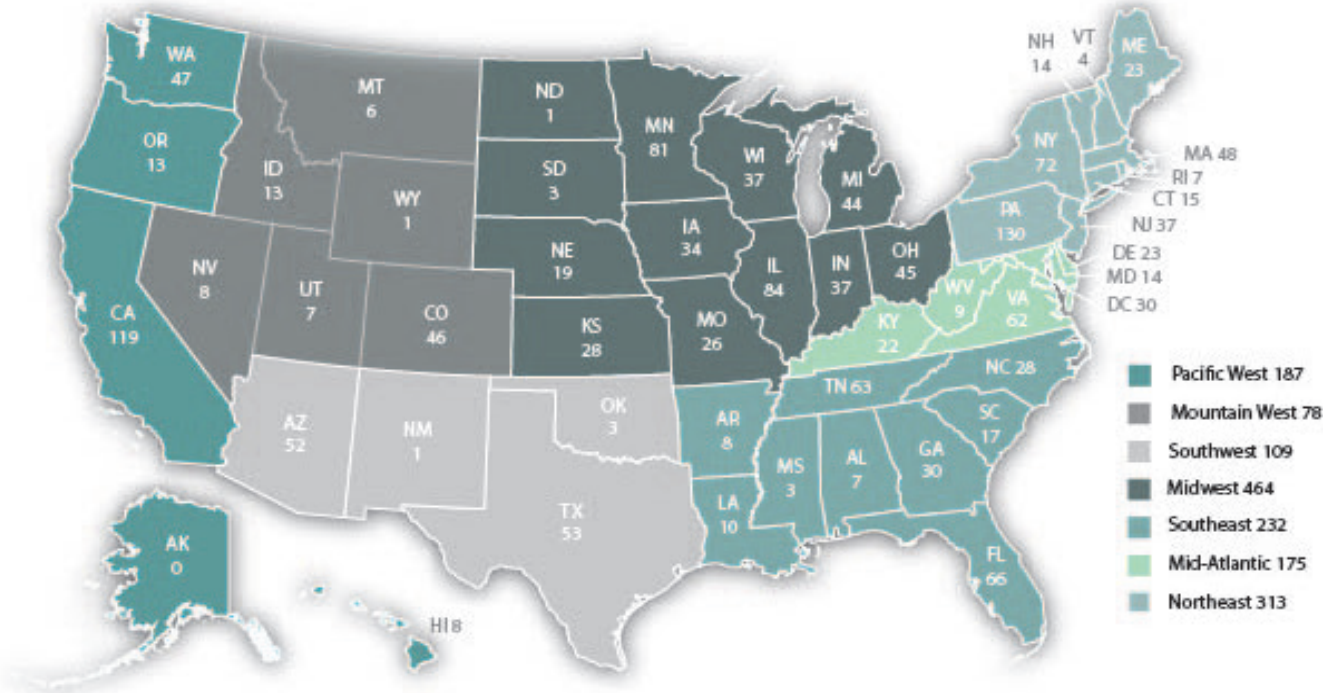 WA
47
OR
13
CA
119
AK
0
HI 8
MT
6
ID
13
WY
1
NV
8
UT
7
CO
46
AZ
52
NM
1
OK
3
TX
53
ND
1
SD
3
NE
19
KS
28
MN
81
IA
34
MO
26
WI
37
IL
84
MI
44
IN
37
OH
45
KY
22
WV
9
VA
62
TN 63
NC 28
AR
8
LA
10
MS
3
AL
7
GA
30
SC
17
FL
66
NH
14
VT
4
ME
23
NY
72
PA
130
MA 48
RI 7
CT 15
NJ 37
DE 23
MD 14
DC 30
Pacific West 187
Mountain West 78
Southwest 109
Midwest 464
Southeast 232
Mid-Atlantic 175
Northeast 313